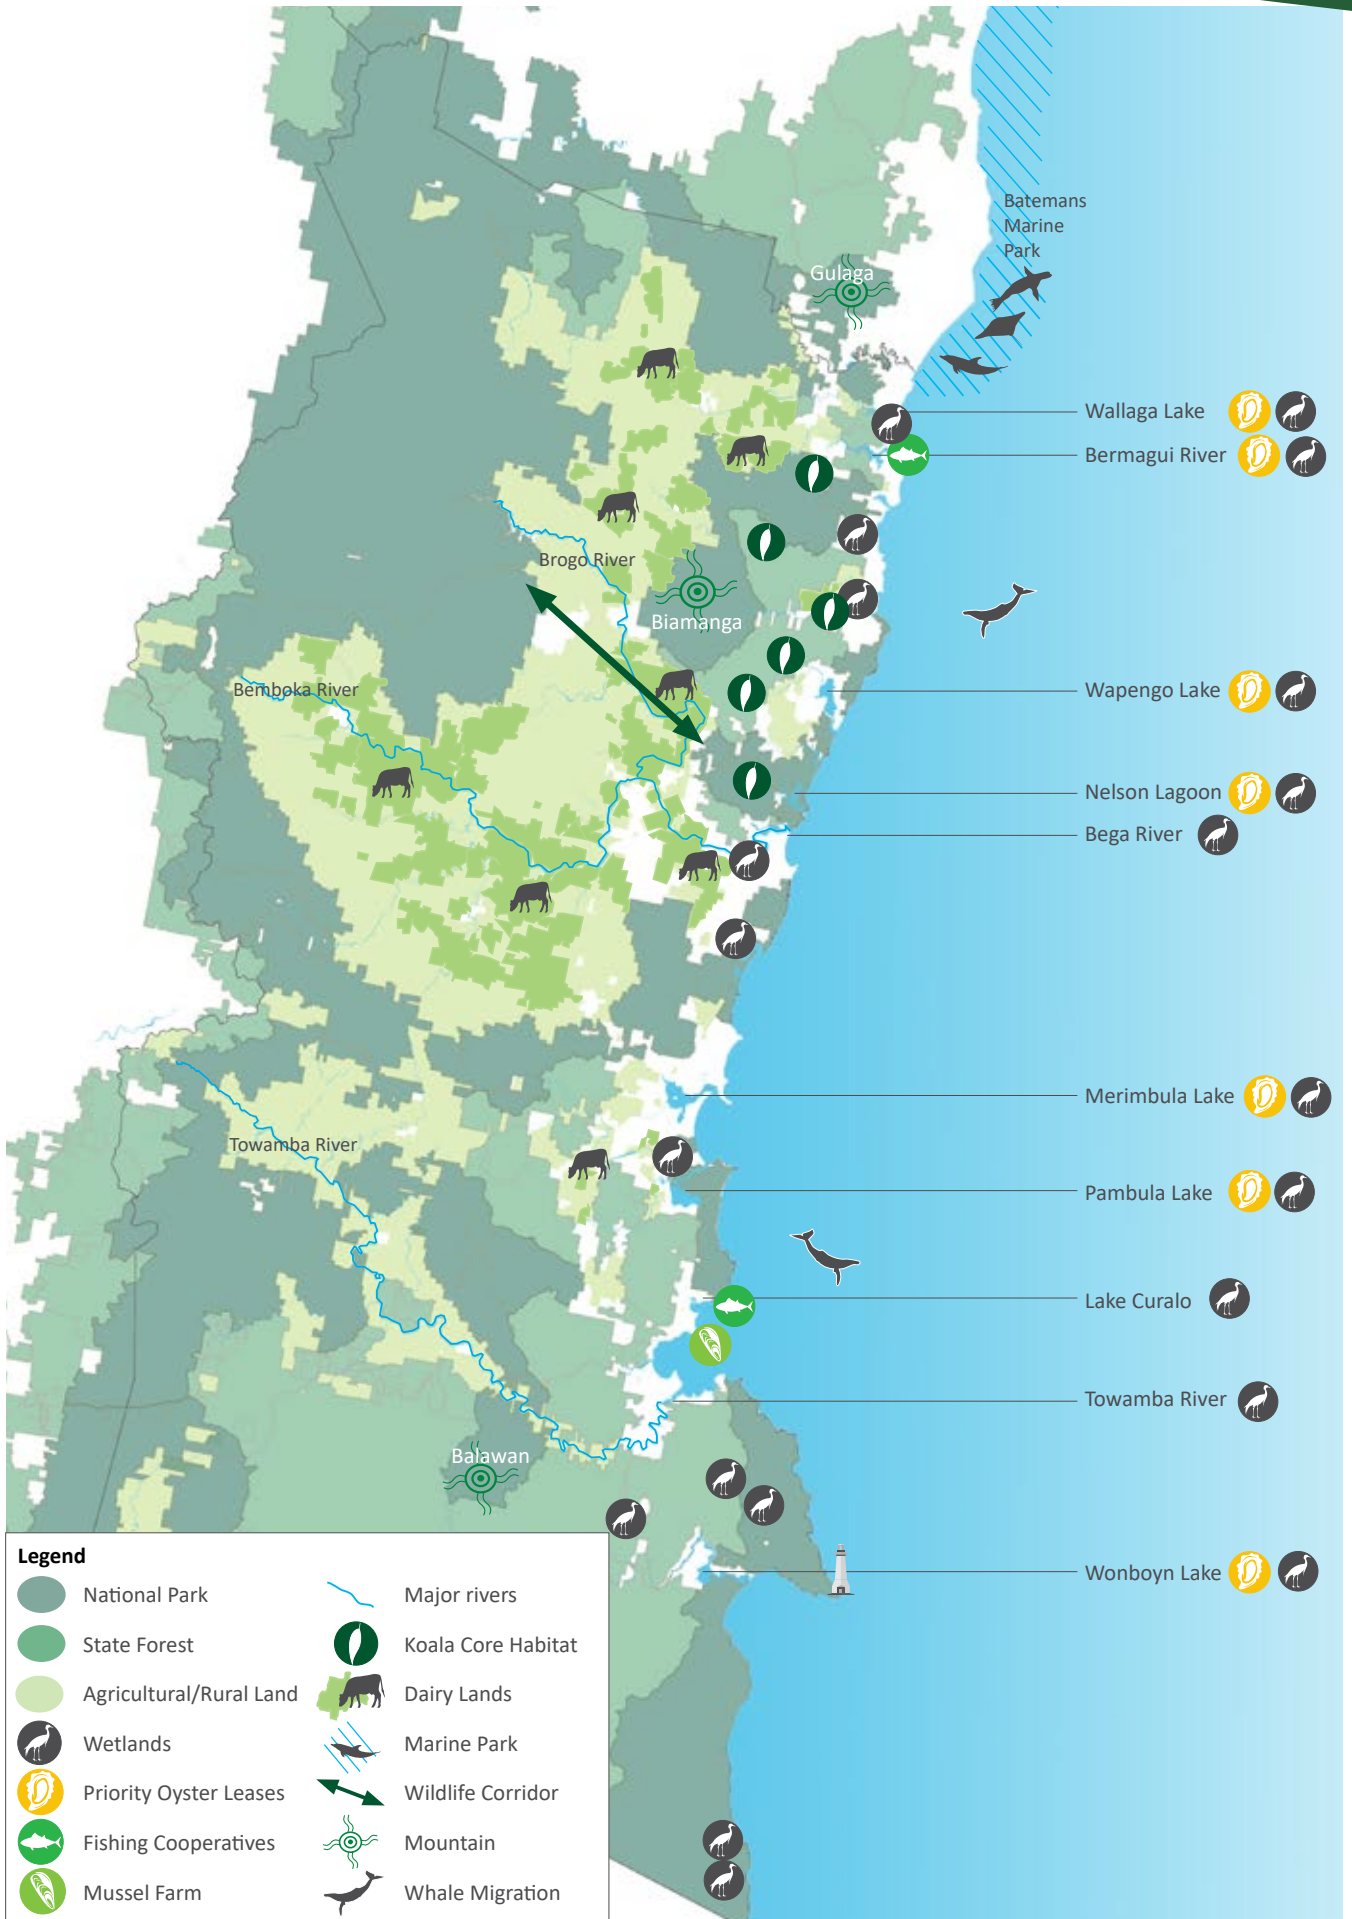 Batemans
Marine
Park
Gulaga
Wallaga Lake
Bermagui River
Brogo River
Biamanga
Bemboka River
Wapengo Lake
Nelson Lagoon
Bega River
Merimbula Lake
Towamba River
Pambula Lake
Lake Curalo
Towamba River
Balawan
Wonboyn Lake
Legend
National Park
Major rivers
State Forest
Koala Core Habitat
Agricultural/Rural Land
Dairy Lands
Wetlands
Marine Park
Priority Oyster Leases
Wildlife Corridor
Fishing Cooperatives
Mountain
Mussel Farm
Whale Migration